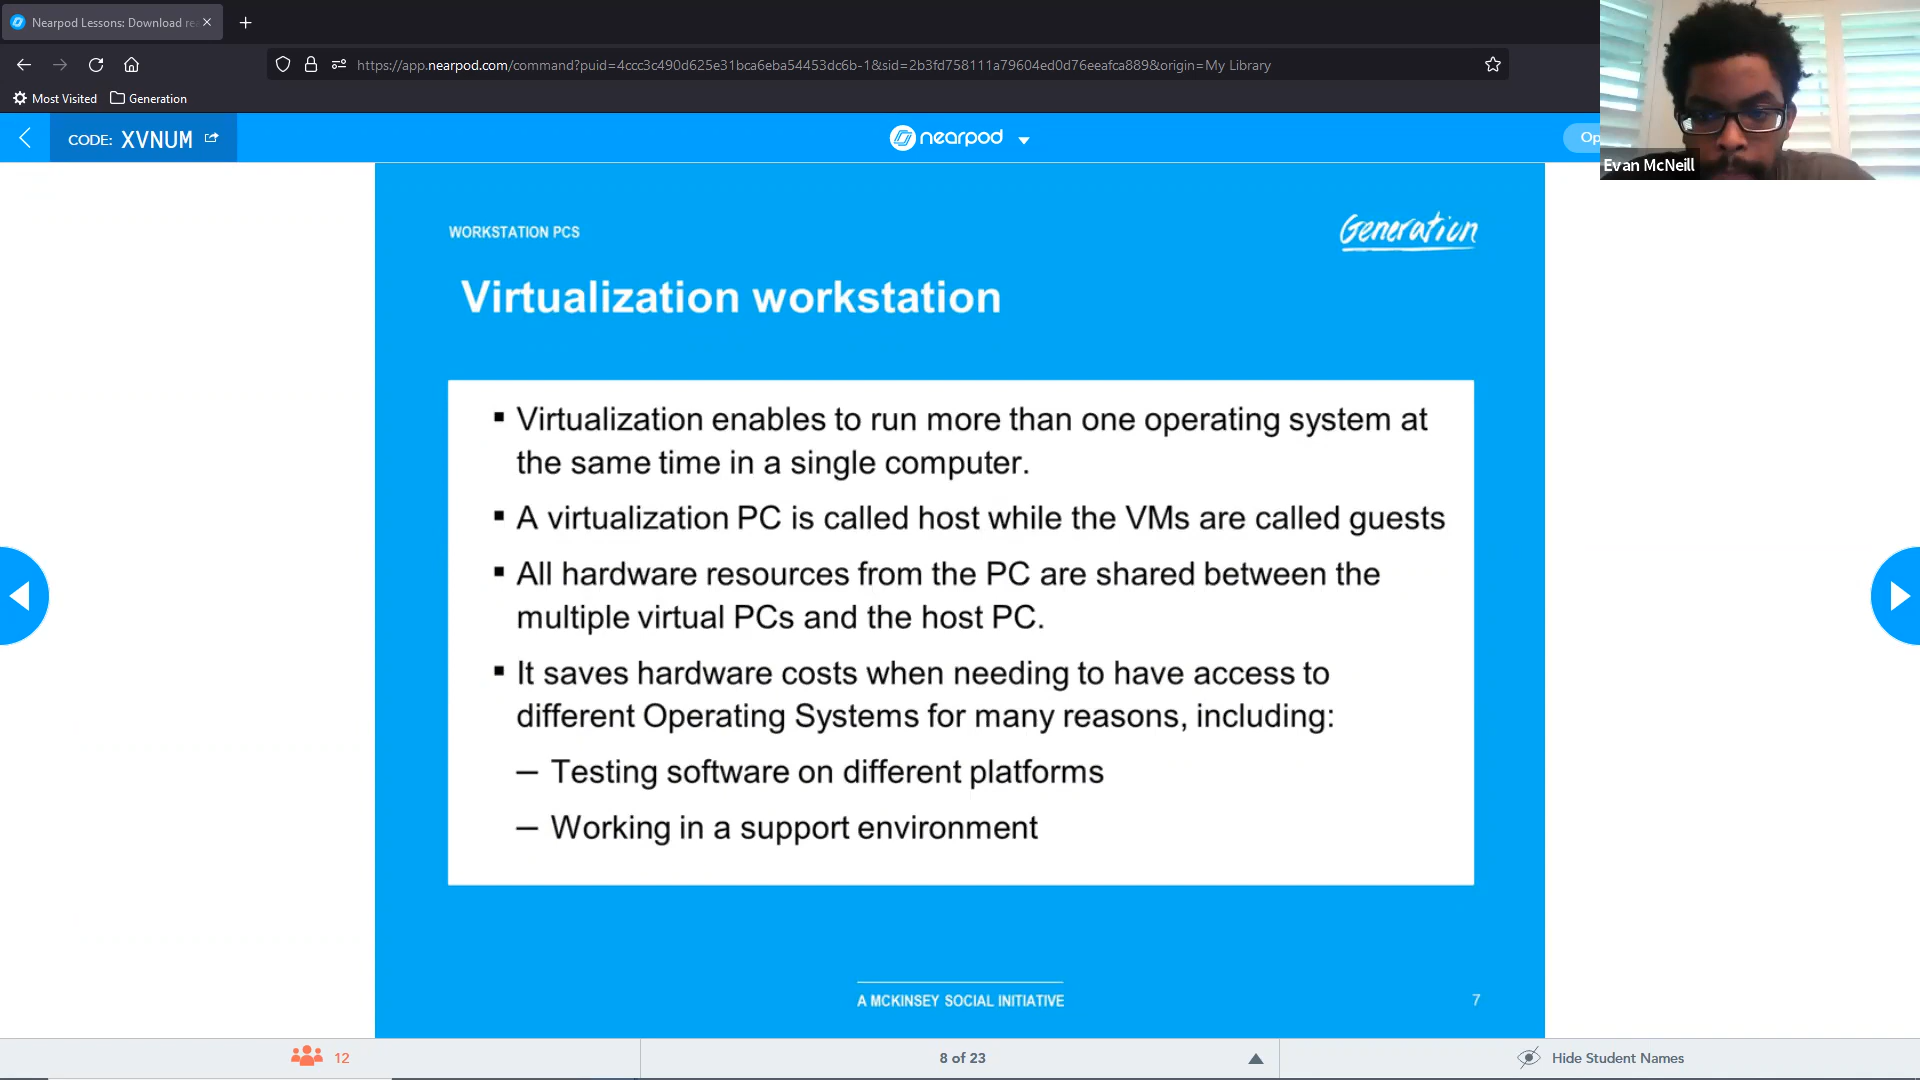 Nearpod Lessons: Download re
https://app.nearpod.com/command?puid=4ccc3c490d625e31bca6eba54453dc6b-1&sid=2b3fd758111a79604ed0d76eeafca889&origin=My Library
Most Visited Generation
CODE: XVNUM
nearpod
Op
Evan McNeill
WORKSTATION PCS
Generation
Virtualization workstation
▪ Virtualization enables to run more than one operating system at
the same time in a single computer.
▪ A virtualization PC is called host while the VMs are called guests
▪ All hardware resources from the PC are shared between the
multiple virtual PCs and the host PC.
▪ It saves hardware costs when needing to have access to
different Operating Systems for many reasons, including:
– Testing software on different platforms
– Working in a support environment
A MCKINSEY SOCIAL INITIATIVE
7
12
8 of 23
Hide Student Names